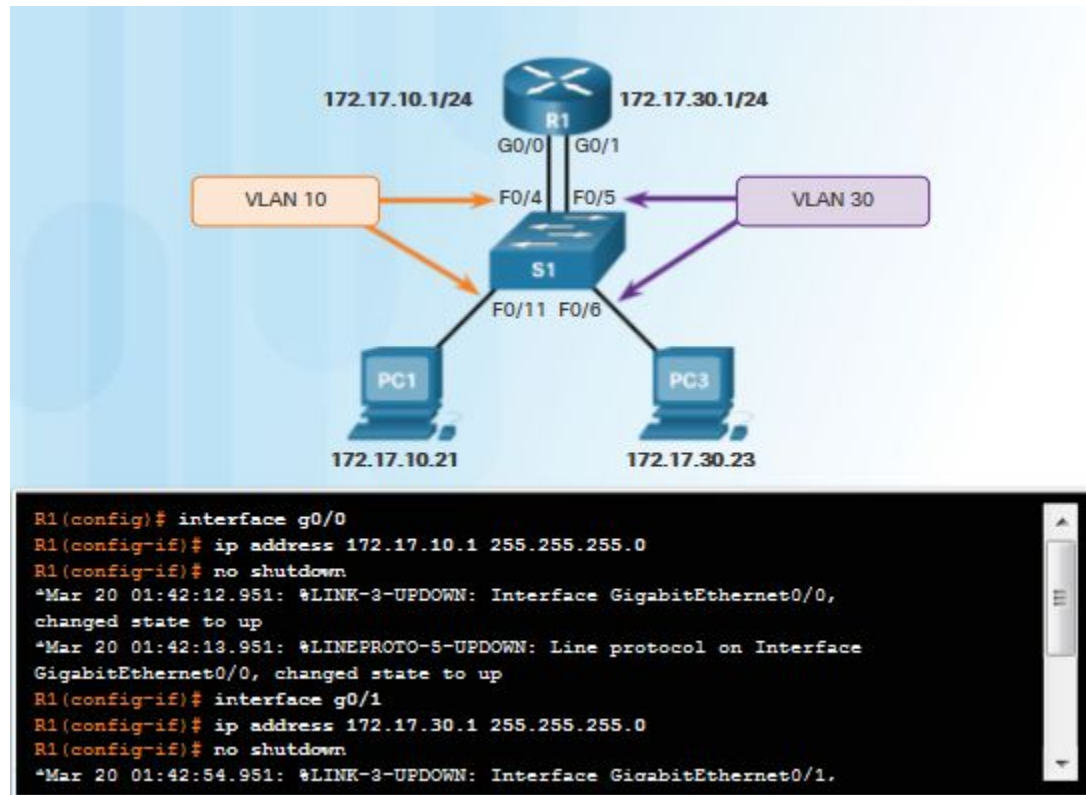 172.17.10.1/24
172.17.30.1/24
R1
G0/0
G0/1
VLAN 10
F0/4
F0/5
VLAN 30
S1
F0/11
F0/6
PC1
PC3
172.17.10.21
172.17.30.23
R1(config)# interface g0/0
R1(config-if)# ip address 172.17.10.1 255.255.255.0
R1(config-if)# no shutdown
*Mar 20 01:42:12.951: %LINK-3-UPDOWN: Interface GigabitEthernet0/0,
changed state to up
*Mar 20 01:42:13.951: %LINEPROTO-5-UPDOWN: Line protocol on Interface
GigabitEthernet0/0, changed state to up
R1(config-if)# interface g0/1
R1(config-if)# ip address 172.17.30.1 255.255.255.0
R1(config-if)# no shutdown
*Mar 20 01:42:54.951: %LINK-3-UPDOWN: Interface GigabitEthernet0/1,